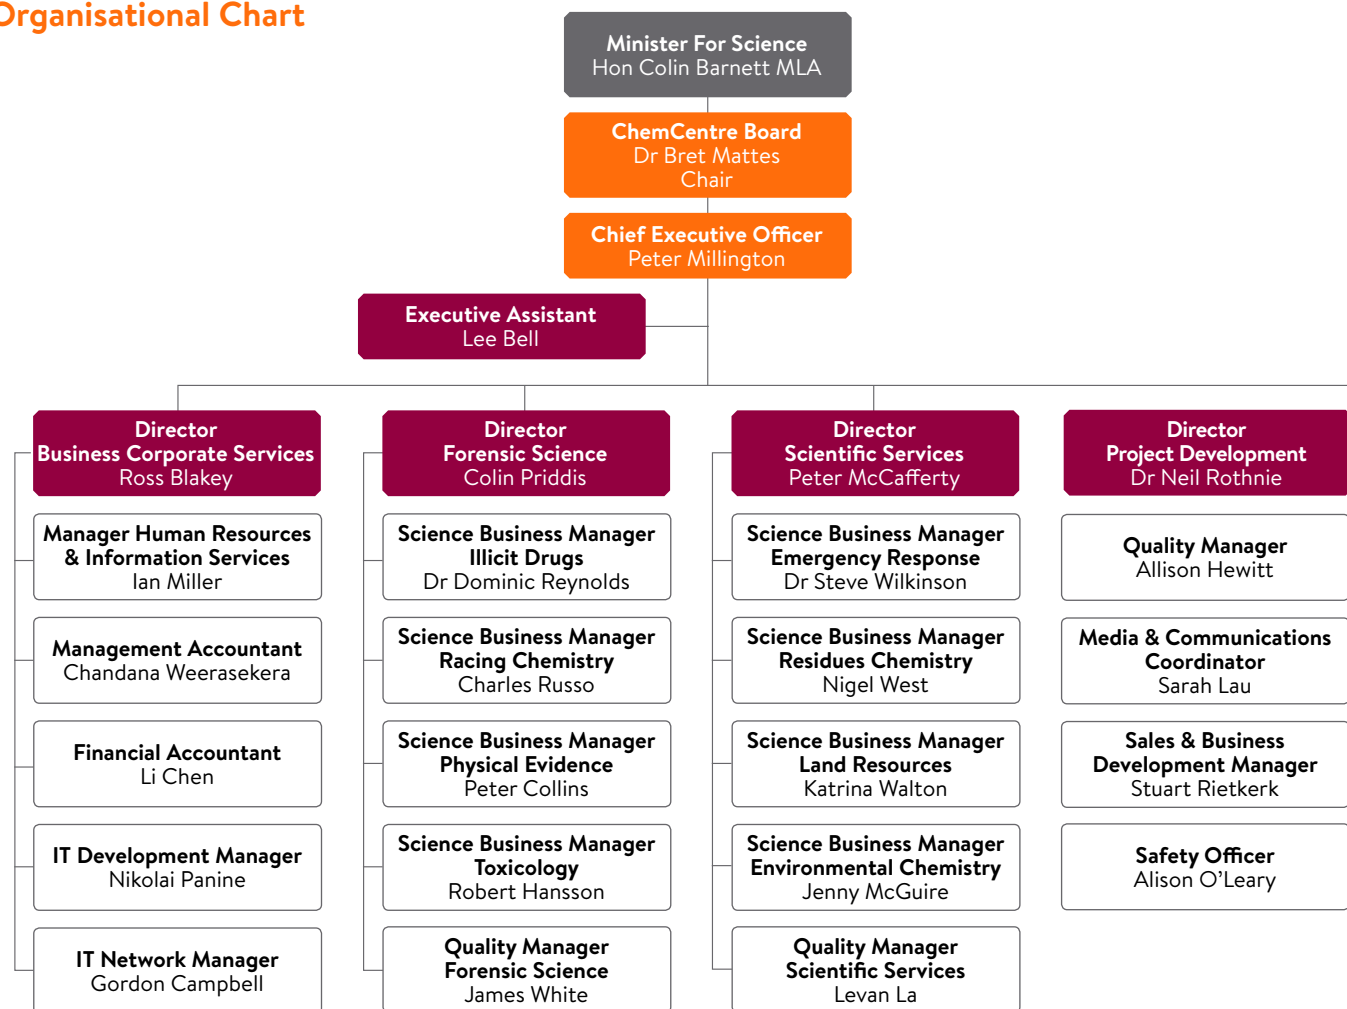 Organisational Chart
Minister For Science
Hon Colin Barnett MLA
ChemCentre Board
Dr Bret Mattes
Chair
Chief Executive Officer
Peter Millington
Executive Assistant
Lee Bell
Director
Business Corporate Services
Ross Blakey
Manager Human Resources
& Information Services
Ian Miller
Management Accountant
Chandana Weerasekera
Financial Accountant
Li Chen
IT Development Manager
Nikolai Panine
IT Network Manager
Gordon Campbell
Director
Forensic Science
Colin Priddis
Science Business Manager
Illicit Drugs
Dr Dominic Reynolds
Science Business Manager
Racing Chemistry
Charles Russo
Science Business Manager
Physical Evidence
Peter Collins
Science Business Manager
Toxicology
Robert Hansson
Quality Manager
Forensic Science
James White
Director
Scientific Services
Peter McCafferty
Science Business Manager
Emergency Response
Dr Steve Wilkinson
Science Business Manager
Residues Chemistry
Nigel West
Science Business Manager
Land Resources
Katrina Walton
Science Business Manager
Environmental Chemistry
Jenny McGuire
Quality Manager
Scientific Services
Levan La
Director
Project Development
Dr Neil Rothnie
Quality Manager
Allison Hewitt
Media & Communications
Coordinator
Sarah Lau
Sales & Business
Development Manager
Stuart Rietkerk
Safety Officer
Alison O'Leary